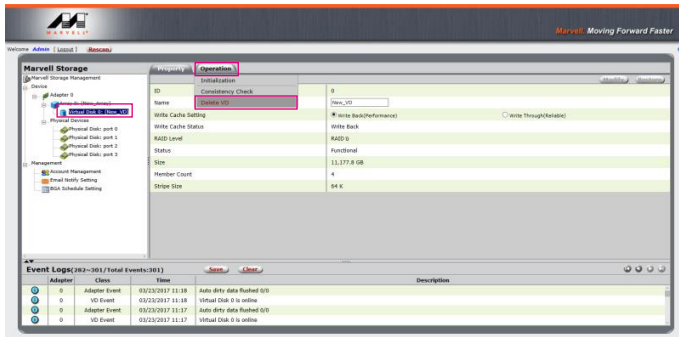 MARVELL
Marvell. Moving Forward Faster
Welcome Admin [ Logout ] Rescan
Marvell Storage
Property
Operation
Marvell Storage Management
Initialization
Modify
Device
Adapter 0
ID
Consistency Check
0
Name
Delete VD
New_VD
Virtual Disk 0: (New_VD)
Write Cache Setting
Write Back(Performance)
Write Through(Reliable)
Physical Devices
Write Cache Status
Write Back
Physical Disk: port 0
Physical Disk: port 1
RAID Level
RAID 0
Physical Disk: port 2
Status
Functional
Physical Disk: port 3
Management
Size
11,177.8 GB
Account Management
Member Count
4
Email Notify Setting
BGA Schedule Setting
Stripe Size
64 K
Event Logs(282~301/Total Events:301)
Save
Clear
Adapter Class Time Description
0 Adapter Event 03/23/2017 11:18 Auto dirty data flushed 0/0
0 VD Event 03/23/2017 11:18 Virtual Disk 0 is online
0 Adapter Event 03/23/2017 11:17 Auto dirty data flushed 0/0
0 VD Event 03/23/2017 11:17 Virtual Disk 0 is online